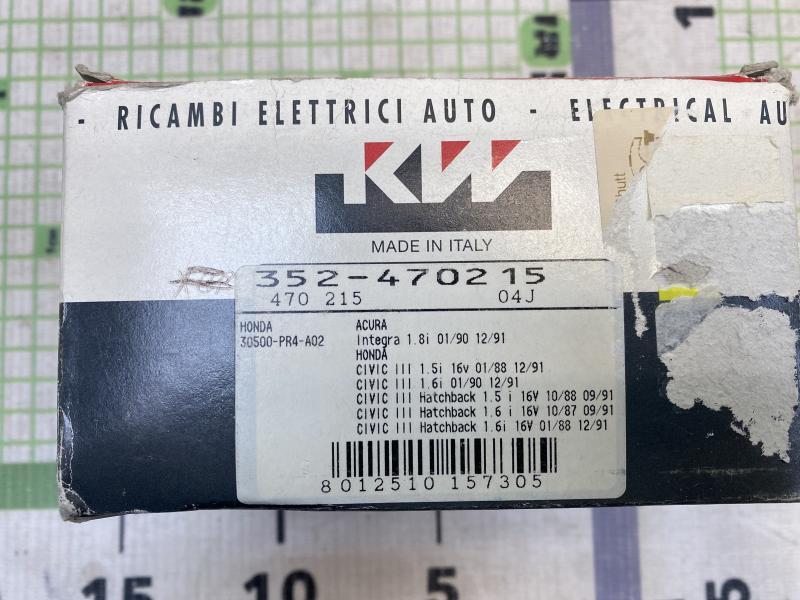 - RICAMBI ELETTRICI AUTO - ELECTRICAL AU
KW
MADE IN ITALY
352-470215
470 215 04J
HONDA ACURA
30500-PR4-A02 Integra 1.8i 01/90 12/91
HONDA
CIVIC III 1.5i 16v 01/88 12/91
CIVIC III 1.6i 01/90 12/91
CIVIC III Hatchback 1.5 i 16V 10/88 09/91
CIVIC III Hatchback 1.6 i 16V 10/87 09/91
CIVIC III Hatchback 1.6i 16V 01/88 12/91
8012510 157305
15 10 5
1